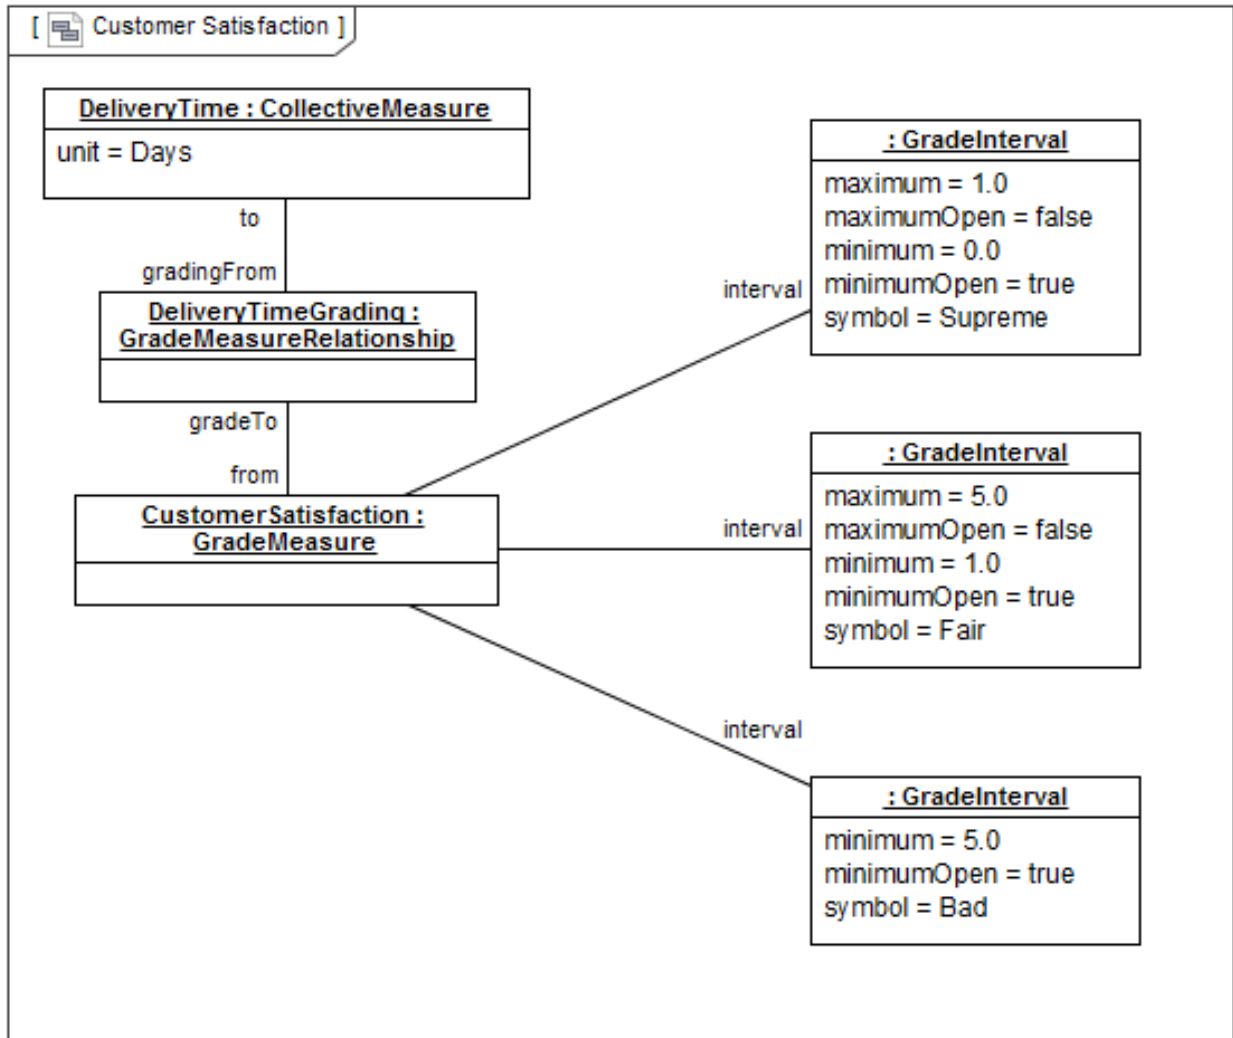 [ Customer Satisfaction ]
DeliveryTime : CollectiveMeasure
unit = Days
to
gradingFrom
DeliveryTimeGrading :
GradeMeasureRelationship
gradeTo
from
CustomerSatisfaction :
GradeMeasure
interval
: GradeInterval
maximum = 1.0
maximumOpen = false
minimum = 0.0
minimumOpen = true
symbol = Supreme
interval
: GradeInterval
maximum = 5.0
maximumOpen = false
minimum = 1.0
minimumOpen = true
symbol = Fair
interval
: GradeInterval
minimum = 5.0
minimumOpen = true
symbol = Bad